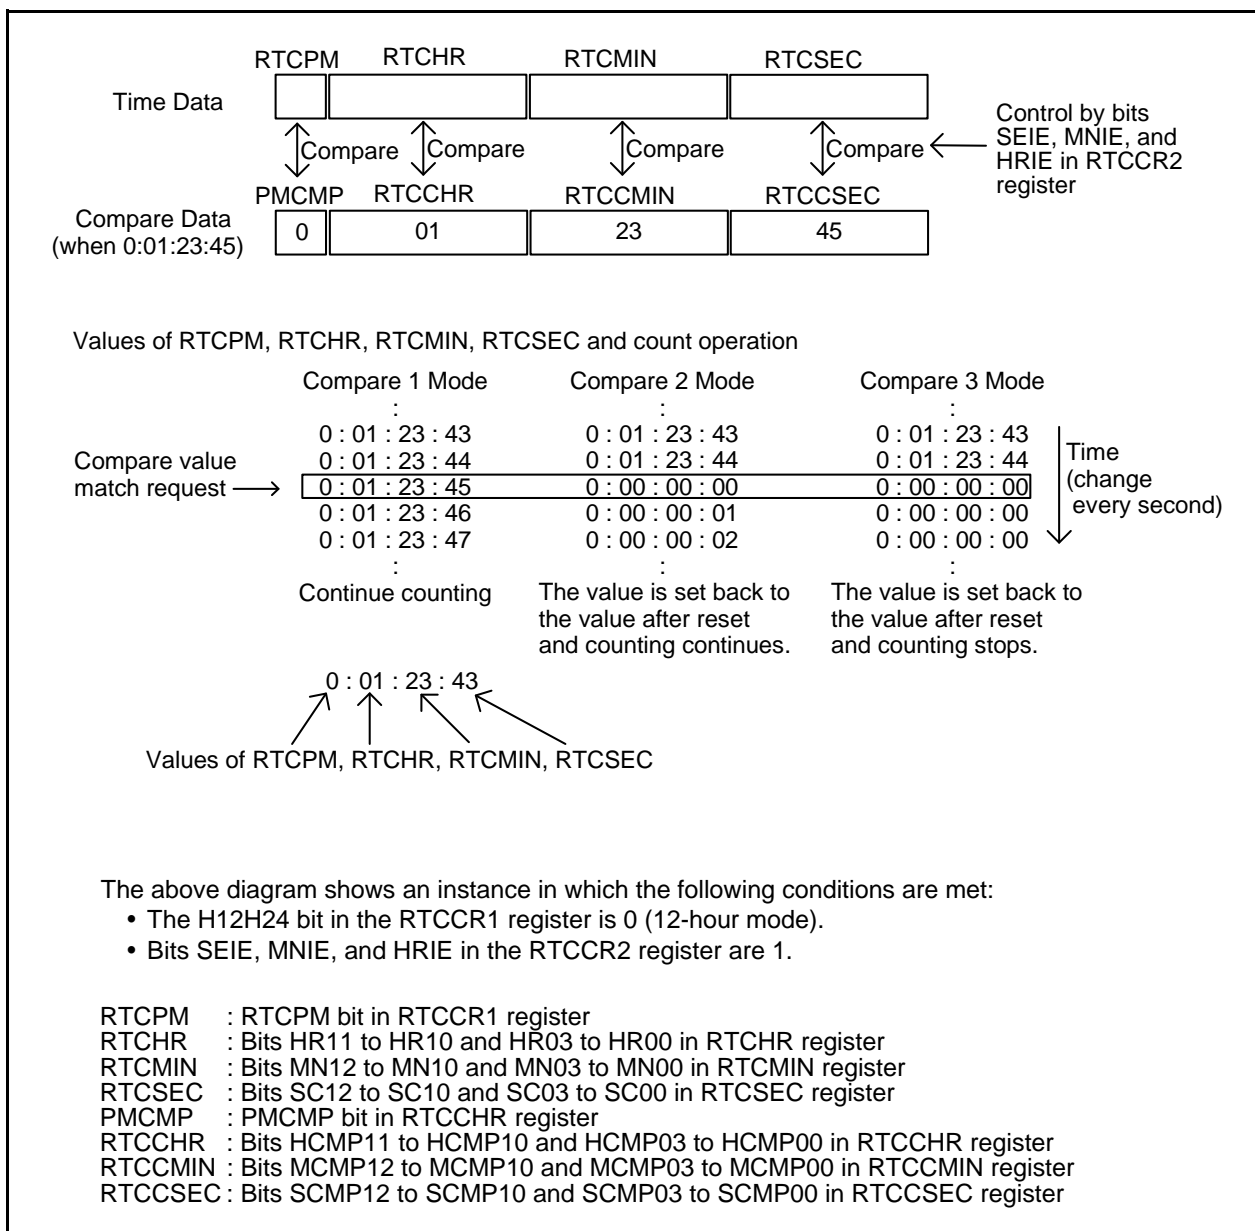 RTCPM RTCHR RTCMIN RTCSEC
Time Data
Compare Compare Compare Compare
Control by bits
SEIE, MNIE, and
HRIE in RTCCR2
register
PMCMP RTCCHR RTCCMIN RTCCSEC
Compare Data
(when 0:01:23:45)
0 01 23 45
Values of RTCPM, RTCHR, RTCMIN, RTCSEC and count operation
Compare 1 Mode Compare 2 Mode Compare 3 Mode
: : :
0 : 01 : 23 : 43 0 : 01 : 23 : 43 0 : 01 : 23 : 43
0 : 01 : 23 : 44 0 : 01 : 23 : 44 0 : 01 : 23 : 44
Compare value
match request
0 : 01 : 23 : 45 0 : 00 : 00 : 00 0 : 00 : 00 : 00
0 : 01 : 23 : 46 0 : 00 : 00 : 01 0 : 00 : 00 : 00
0 : 01 : 23 : 47 0 : 00 : 00 : 02 0 : 00 : 00 : 00
: : :
Time
(change
every second)
Continue counting
The value is set back to
the value after reset
and counting continues.
The value is set back to
the value after reset
and counting stops.
0 : 01 : 23 : 43
Values of RTCPM, RTCHR, RTCMIN, RTCSEC
The above diagram shows an instance in which the following conditions are met:
• The H12H24 bit in the RTCCR1 register is 0 (12-hour mode).
• Bits SEIE, MNIE, and HRIE in the RTCCR2 register are 1.
RTCPM : RTCPM bit in RTCCR1 register
RTCHR : Bits HR11 to HR10 and HR03 to HR00 in RTCHR register
RTCMIN : Bits MN12 to MN10 and MN03 to MN00 in RTCMIN register
RTCSEC : Bits SC12 to SC10 and SC03 to SC00 in RTCSEC register
PMCMP : PMCMP bit in RTCCHR register
RTCCHR : Bits HCMP11 to HCMP10 and HCMP03 to HCMP00 in RTCCHR register
RTCCMIN : Bits MCMP12 to MCMP10 and MCMP03 to MCMP00 in RTCCMIN register
RTCCSEC : Bits SCMP12 to SCMP10 and SCMP03 to SCMP00 in RTCCSEC register